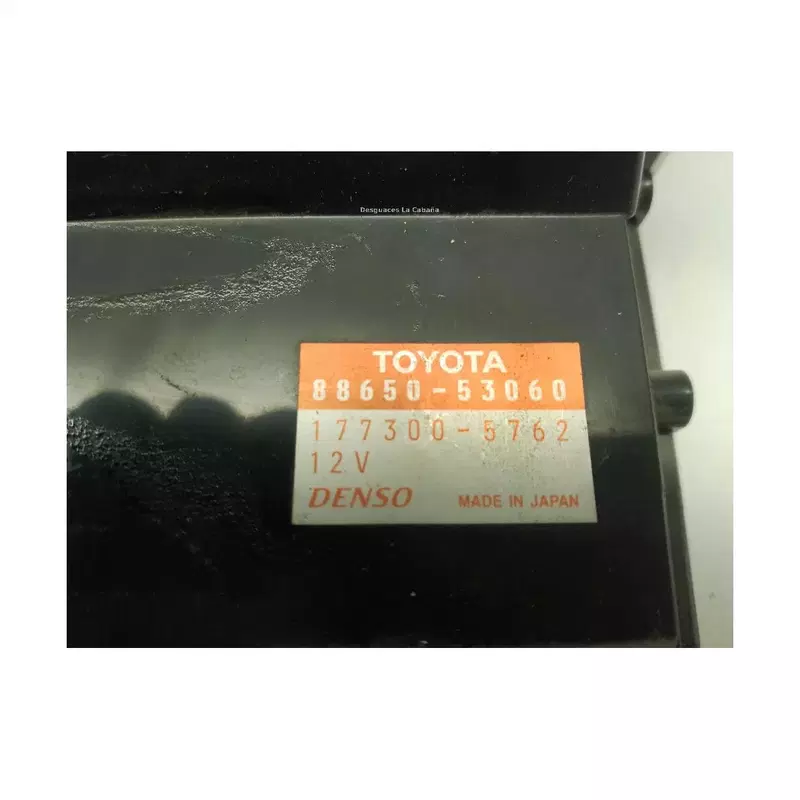 Desguaces La Cabaña
TOYOTA
88650-53060
177300-5762
12V
DENSO MADE IN JAPAN